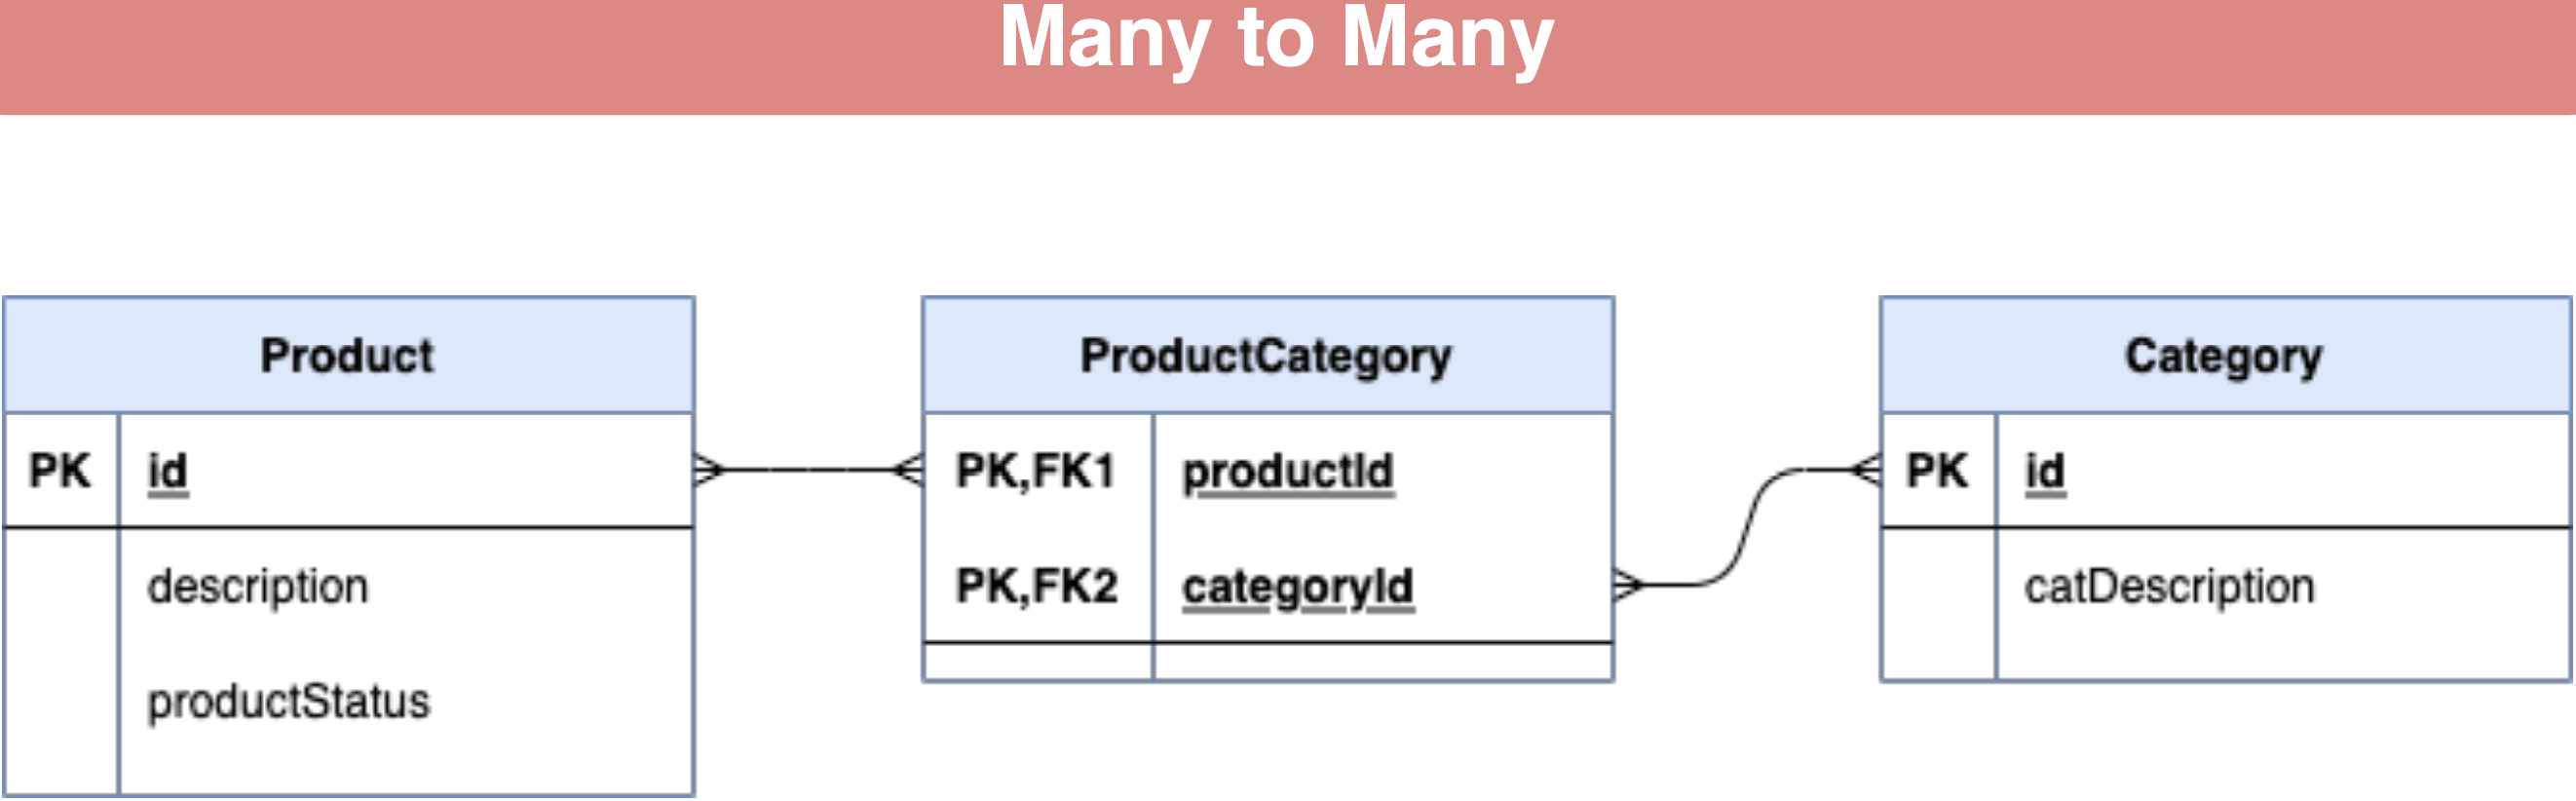 Many to Many
Product
PK id
description
productStatus
ProductCategory
PK,FK1 productId
PK,FK2 categoryId
Category
PK id
catDescription